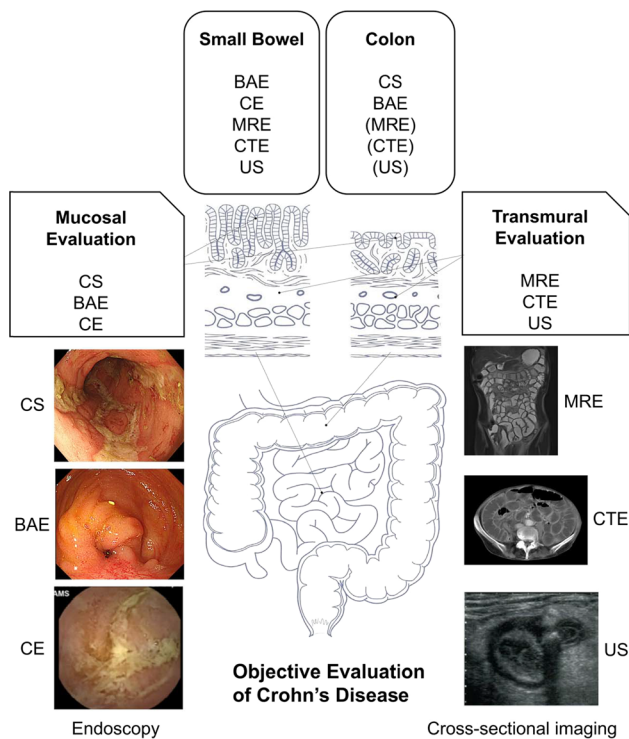 Small Bowel
BAE
CE
MRE
CTE
US
Colon
CS
BAE
(MRE)
(CTE)
(US)
Mucosal
Evaluation
CS
BAE
CE
Transmural
Evaluation
MRE
CTE
US
CS
BAE
AMS
CE
MRE
CTE
US
Objective Evaluation
of Crohn's Disease
Endoscopy
Cross-sectional imaging